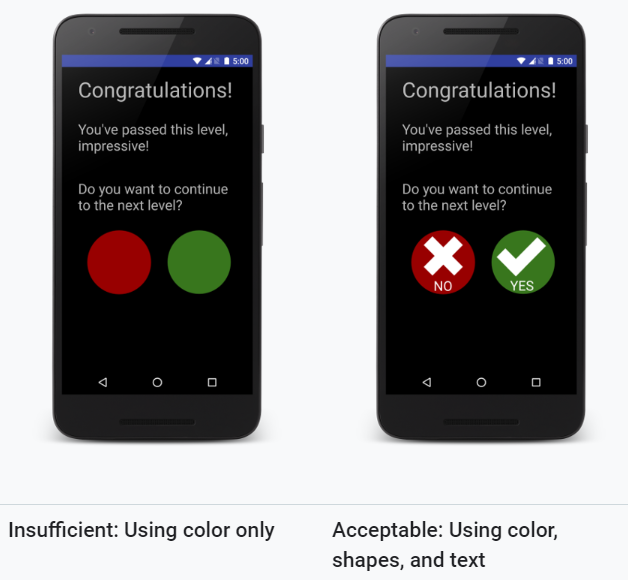 5:00
Congratulations!
You've passed this level,
impressive!
Do you want to continue
to the next level?
5:00
Congratulations!
You've passed this level,
impressive!
Do you want to continue
to the next level?
NO
YES
Insufficient: Using color only
Acceptable: Using color,
shapes, and text